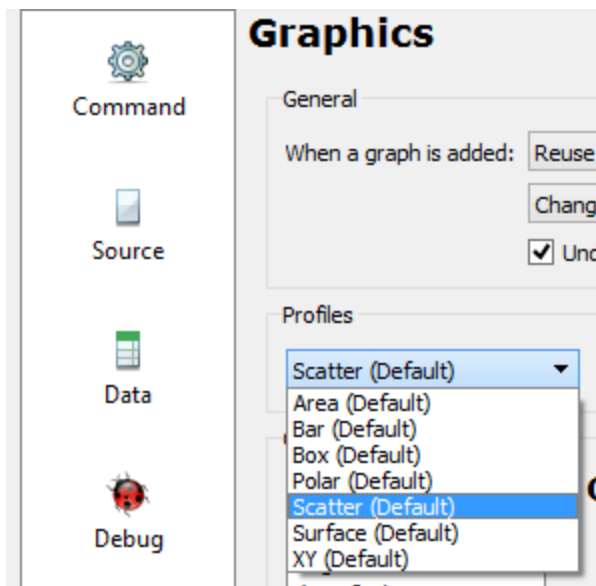 Graphics
Command
General
When a graph is added:
Reuse
Source
Profiles
Scatter (Default)
Data
Area (Default)
Bar (Default)
Box (Default)
Polar (Default)
Scatter (Default)
Surface (Default)
XY (Default)
Debug